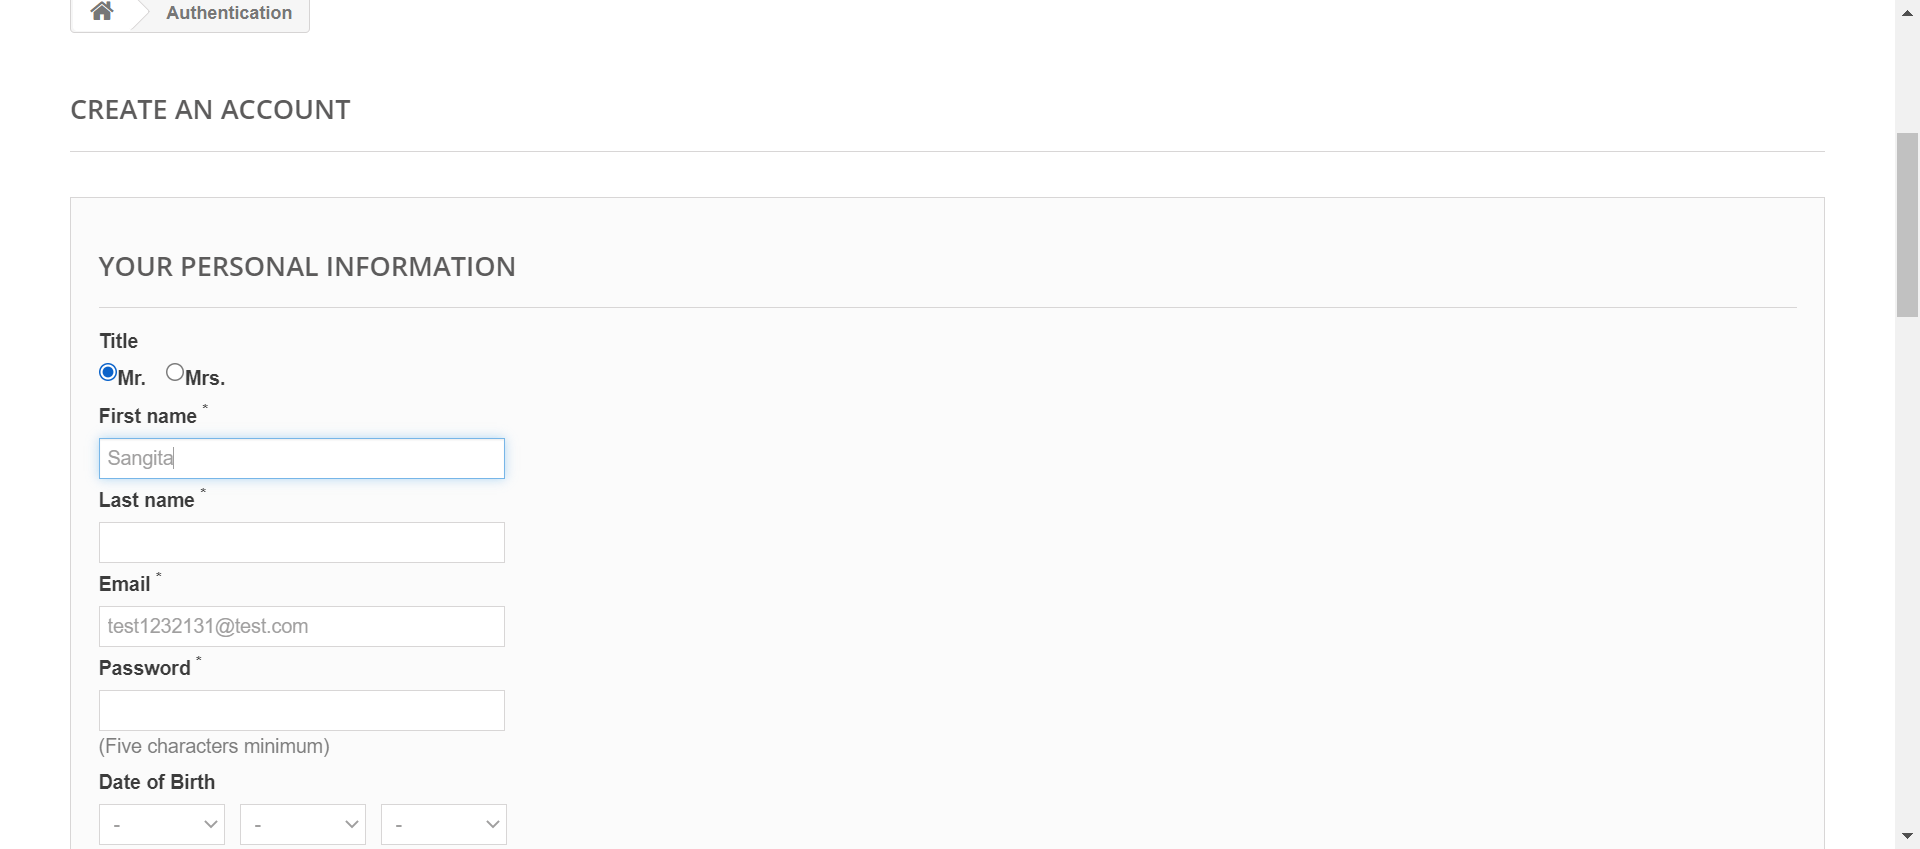 Authentication
CREATE AN ACCOUNT
YOUR PERSONAL INFORMATION
Title
Mr. Mrs.
First name *
Sangita
Last name *
Email *
test1232131@test.com
Password *
(Five characters minimum)
Date of Birth
- - -